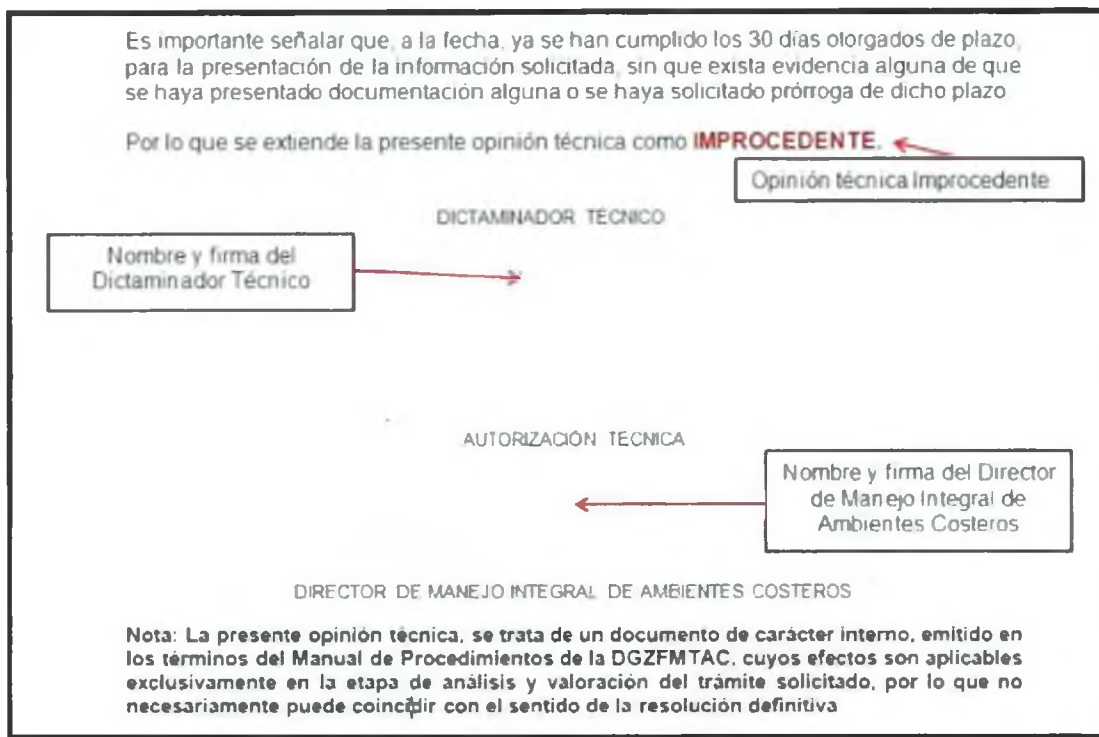 Es importante señalar que, a la fecha, ya se han cumplido los 30 días otorgados de plazo,
para la presentación de la información solicitada, sin que exista evidencia alguna de que
se haya presentado documentación alguna o se haya solicitado prórroga de dicho plazo
Por lo que se extiende la presente opinión técnica como IMPROCEDENTE.
Opinión técnica Improcedente
DICTAMINADOR TÉCNICO
Nombre y firma del
Dictaminador Técnico
AUTORIZACIÓN TÉCNICA
Nombre y firma del Director
de Manejo Integral de
Ambientes Costeros
DIRECTOR DE MANEJO INTEGRAL DE AMBIENTES COSTEROS
Nota: La presente opinión técnica, se trata de un documento de carácter interno, emitido en
los términos del Manual de Procedimientos de la DGZFMTAC, cuyos efectos son aplicables
exclusivamente en la etapa de análisis y valoración del trámite solicitado, por lo que no
necesariamente puede coincidir con el sentido de la resolución definitiva